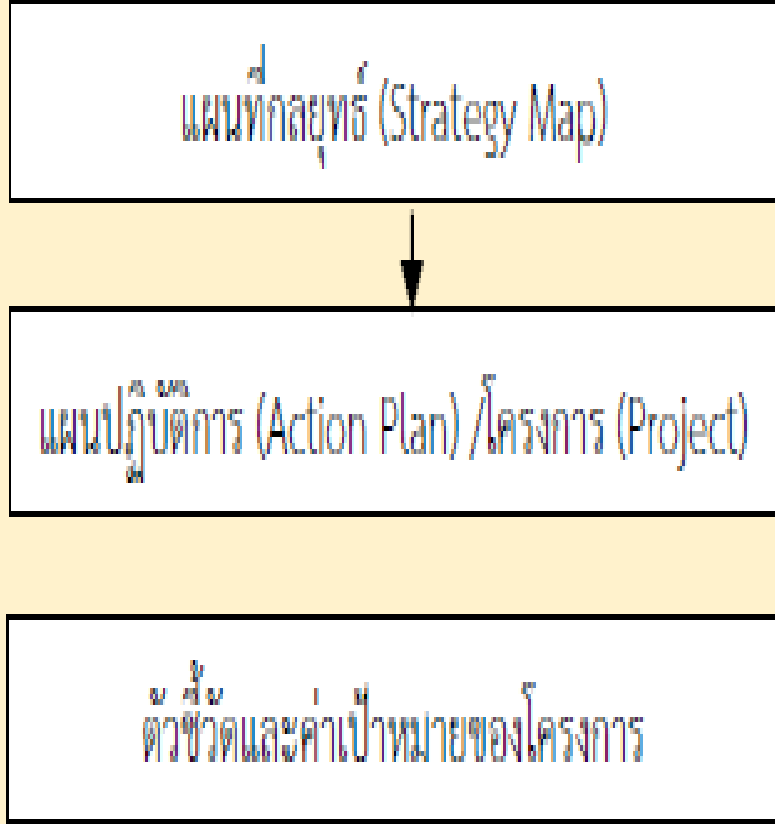 แผนที่กลยุทธ์ (Strategy Map)
แผนปฏิบัติการ (Action Plan) /โครงการ (Project)
ตัวชี้วัดและค่าเป้าหมายของโครงการ